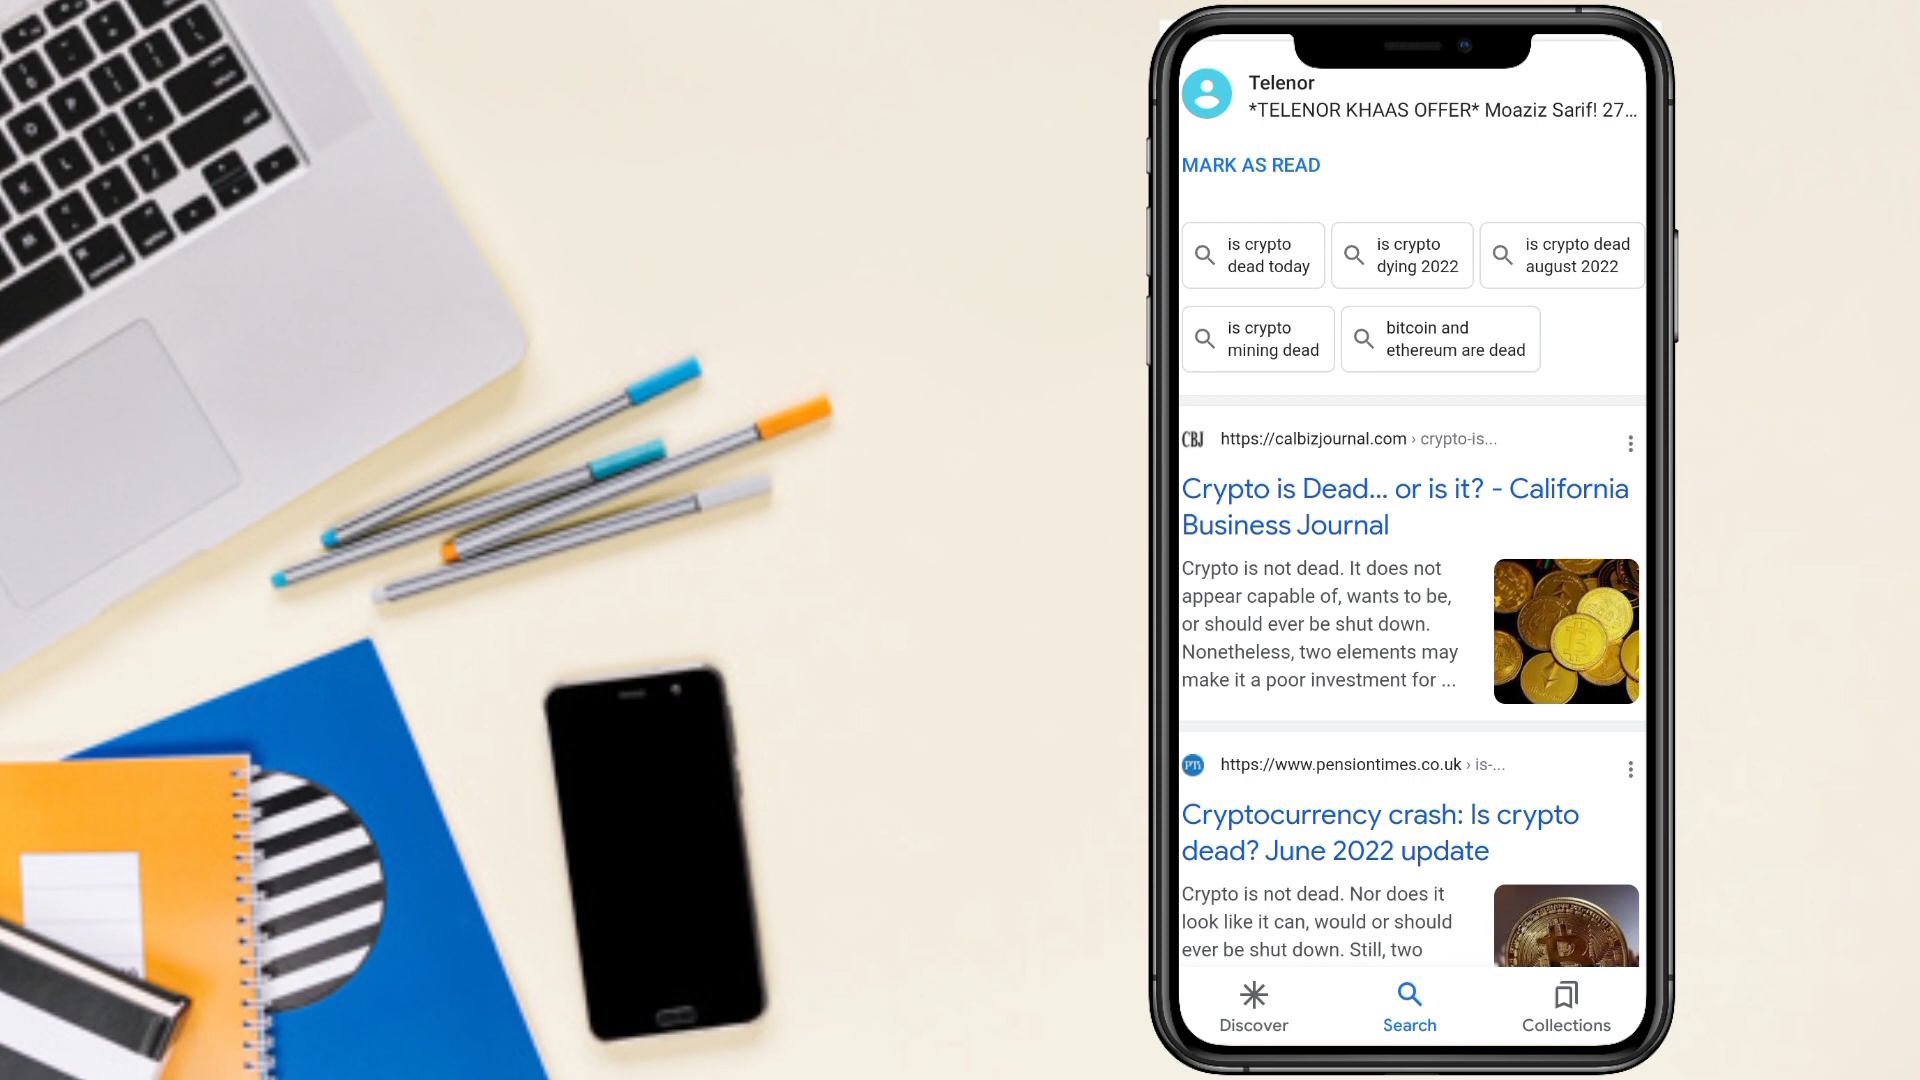 Telenor
*TELENOR KHAAS OFFER* Moaziz Sarif! 27...
MARK AS READ
is crypto
dead today
is crypto
dying 2022
is crypto dead
august 2022
is crypto
mining dead
bitcoin and
ethereum are dead
CBJ
https://calbizjournal.com › crypto-is...
Crypto is Dead... or is it? - California
Business Journal
Crypto is not dead. It does not
appear capable of, wants to be,
or should ever be shut down.
Nonetheless, two elements may
make it a poor investment for ...
PTi
https://www.pensiontimes.co.uk › is-...
Cryptocurrency crash: Is crypto
dead? June 2022 update
Crypto is not dead. Nor does it
look like it can, would or should
ever be shut down. Still, two
Discover
Search
Collections